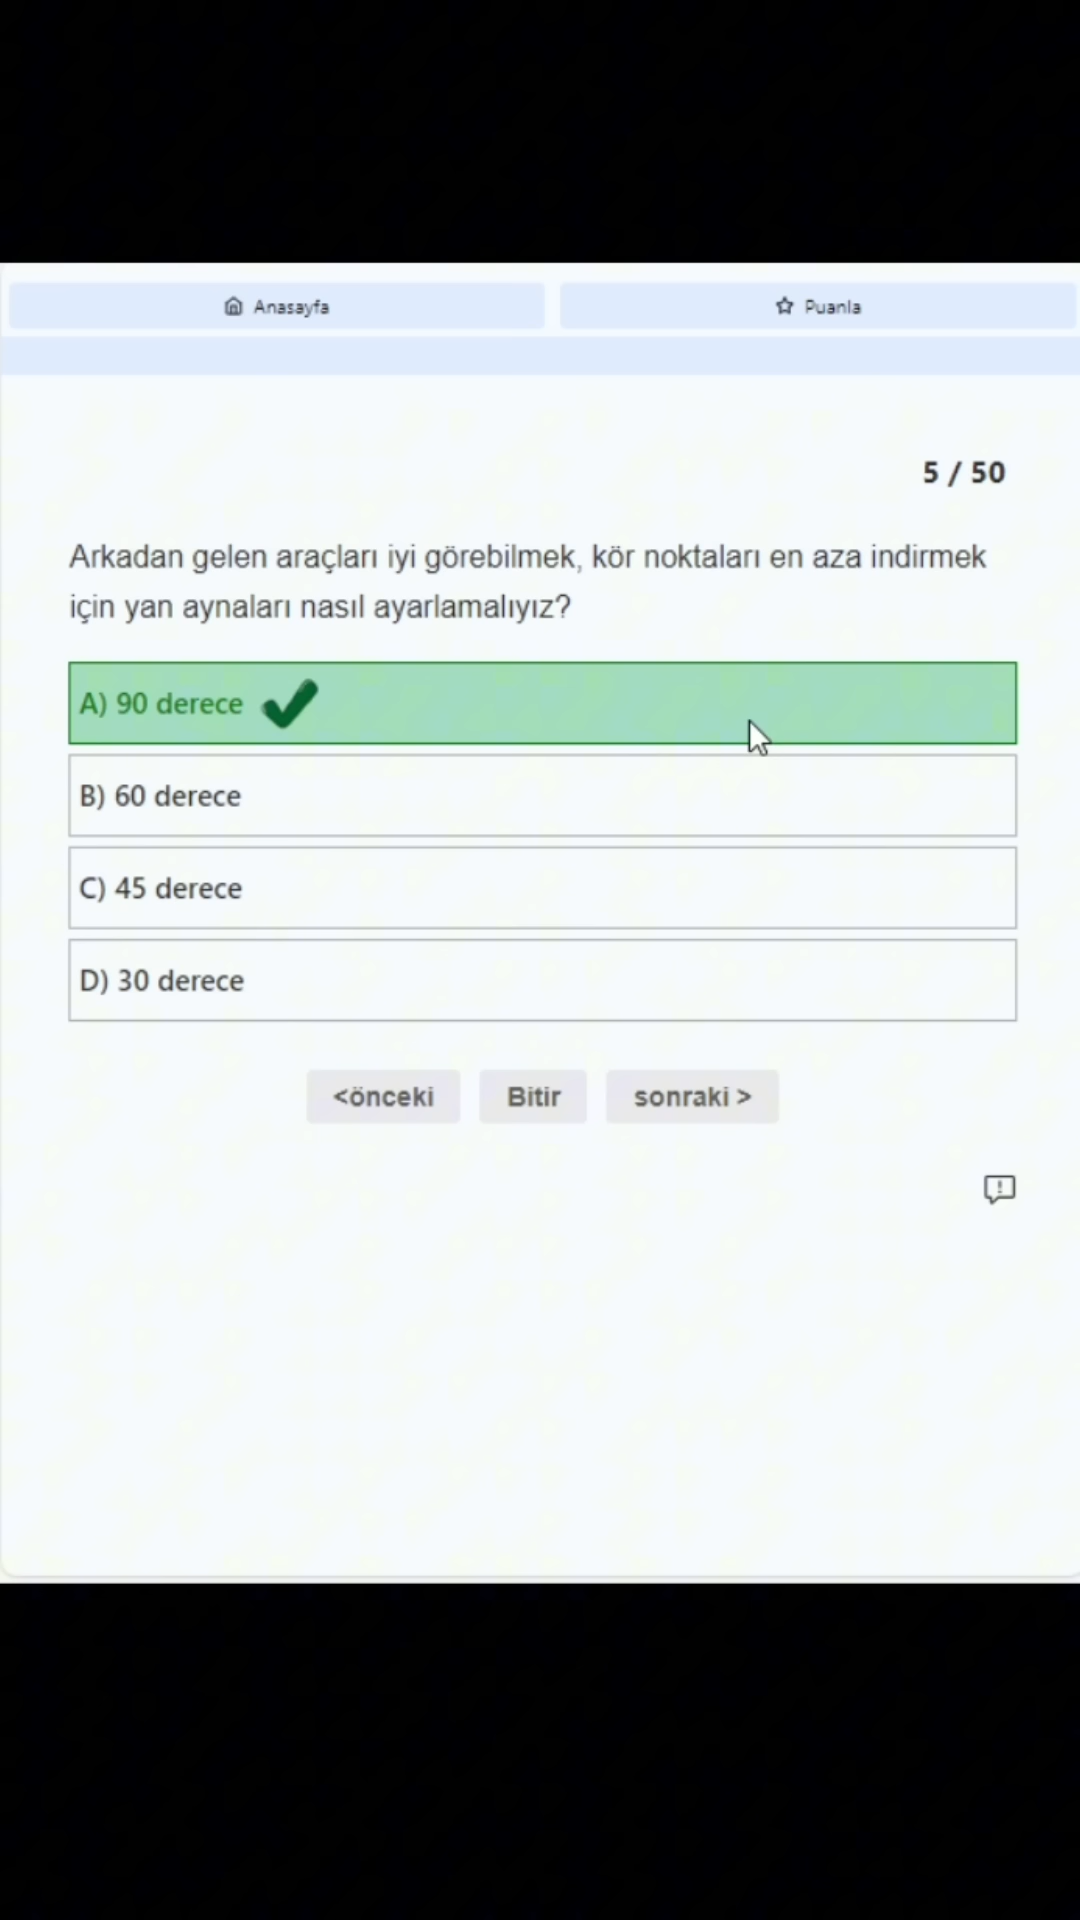 Anasayfa
Puanla
5 / 50
Arkadan gelen araçları iyi görebilmek, kör noktaları en aza indirmek
için yan aynaları nasıl ayarlamalıyız?
A) 90 derece
B) 60 derece
C) 45 derece
D) 30 derece
<önceki
Bitir
sonraki >